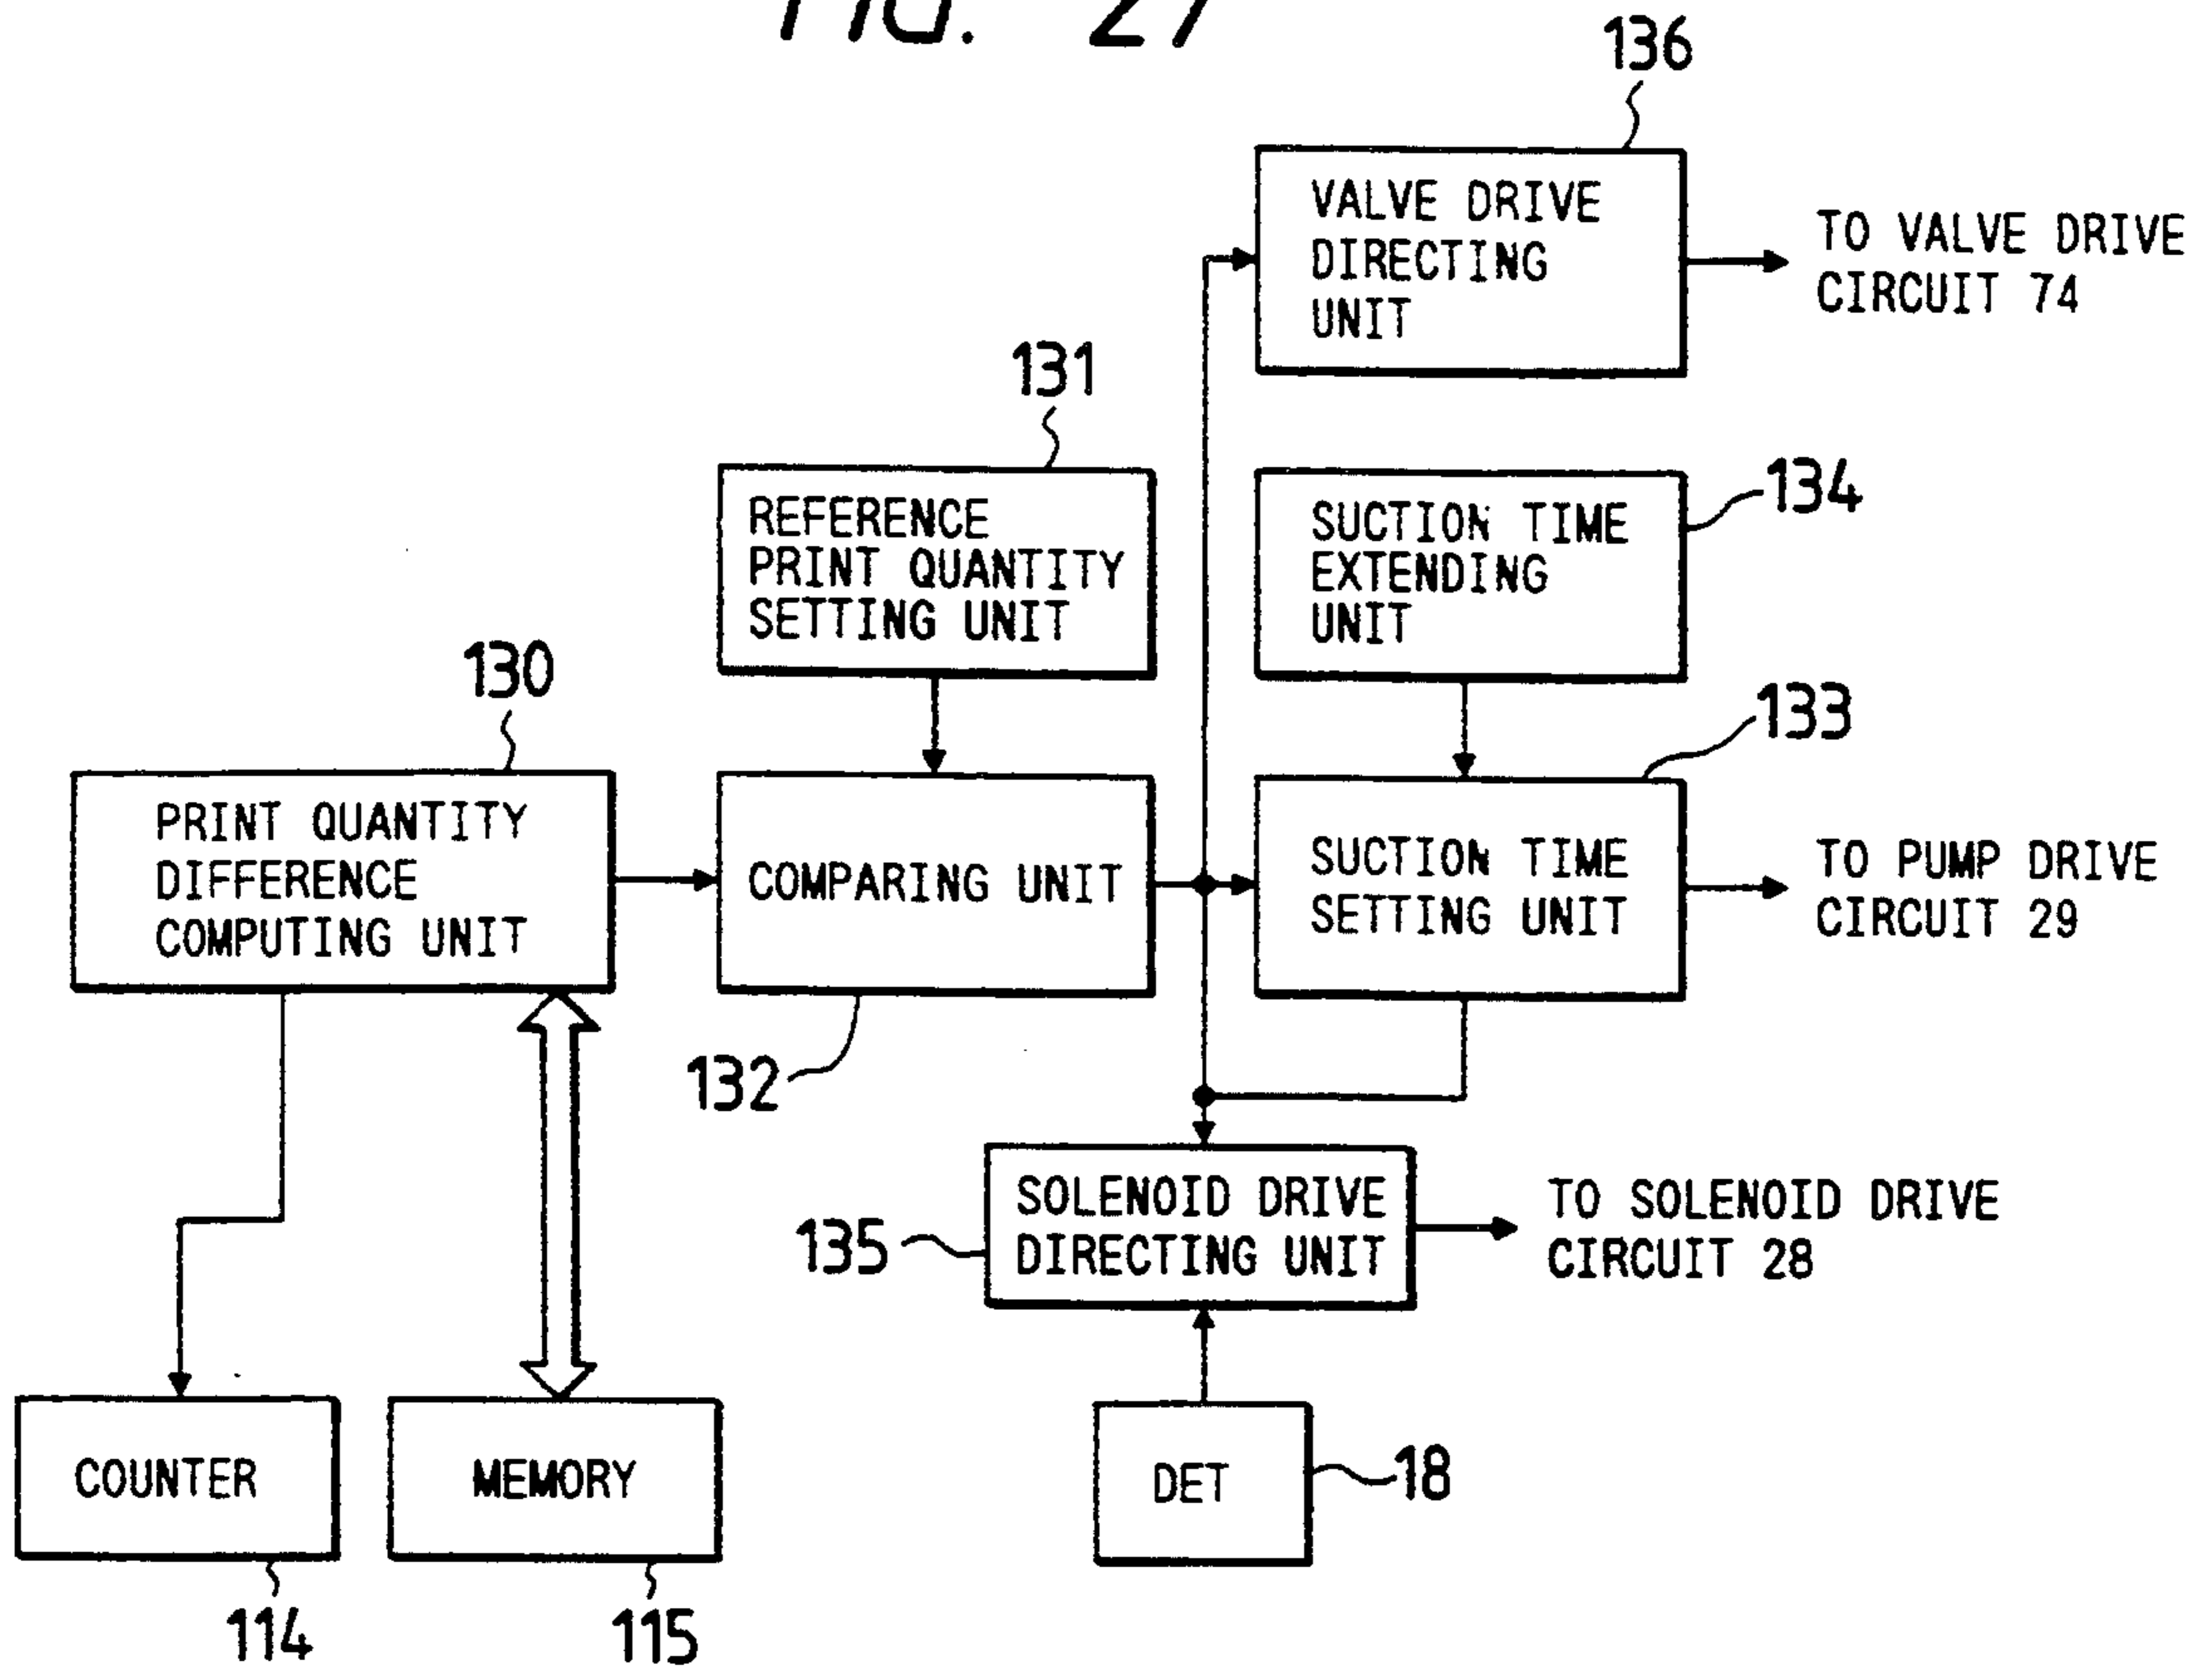 FIG. 27
136
VALVE DRIVE
DIRECTING
UNIT
TO VALVE DRIVE
CIRCUIT 74
131
REFERENCE
PRINT QUANTITY
SETTING UNIT
134
SUCTION TIME
EXTENDING
UNIT
130
PRINT QUANTITY
DIFFERENCE
COMPUTING UNIT
COMPARING UNIT
132
133
SUCTION TIME
SETTING UNIT
TO PUMP DRIVE
CIRCUIT 29
135
SOLENOID DRIVE
DIRECTING UNIT
TO SOLENOID DRIVE
CIRCUIT 28
COUNTER
114
MEMORY
115
DET
18